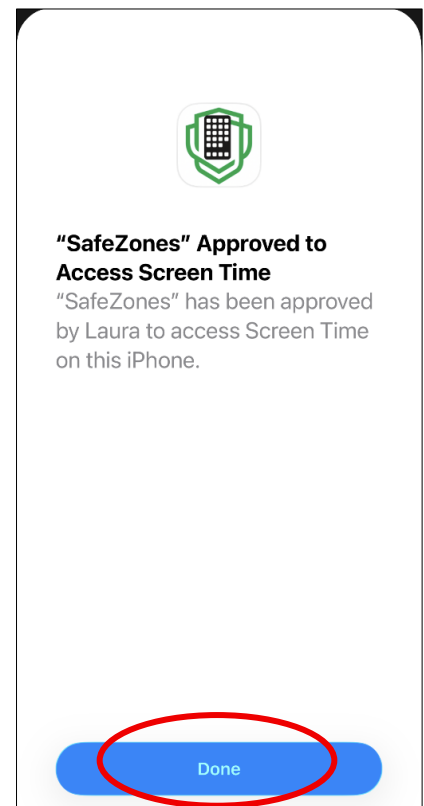 “SafeZones” Approved to
Access Screen Time
“SafeZones” has been approved
by Laura to access Screen Time
on this iPhone.
Done